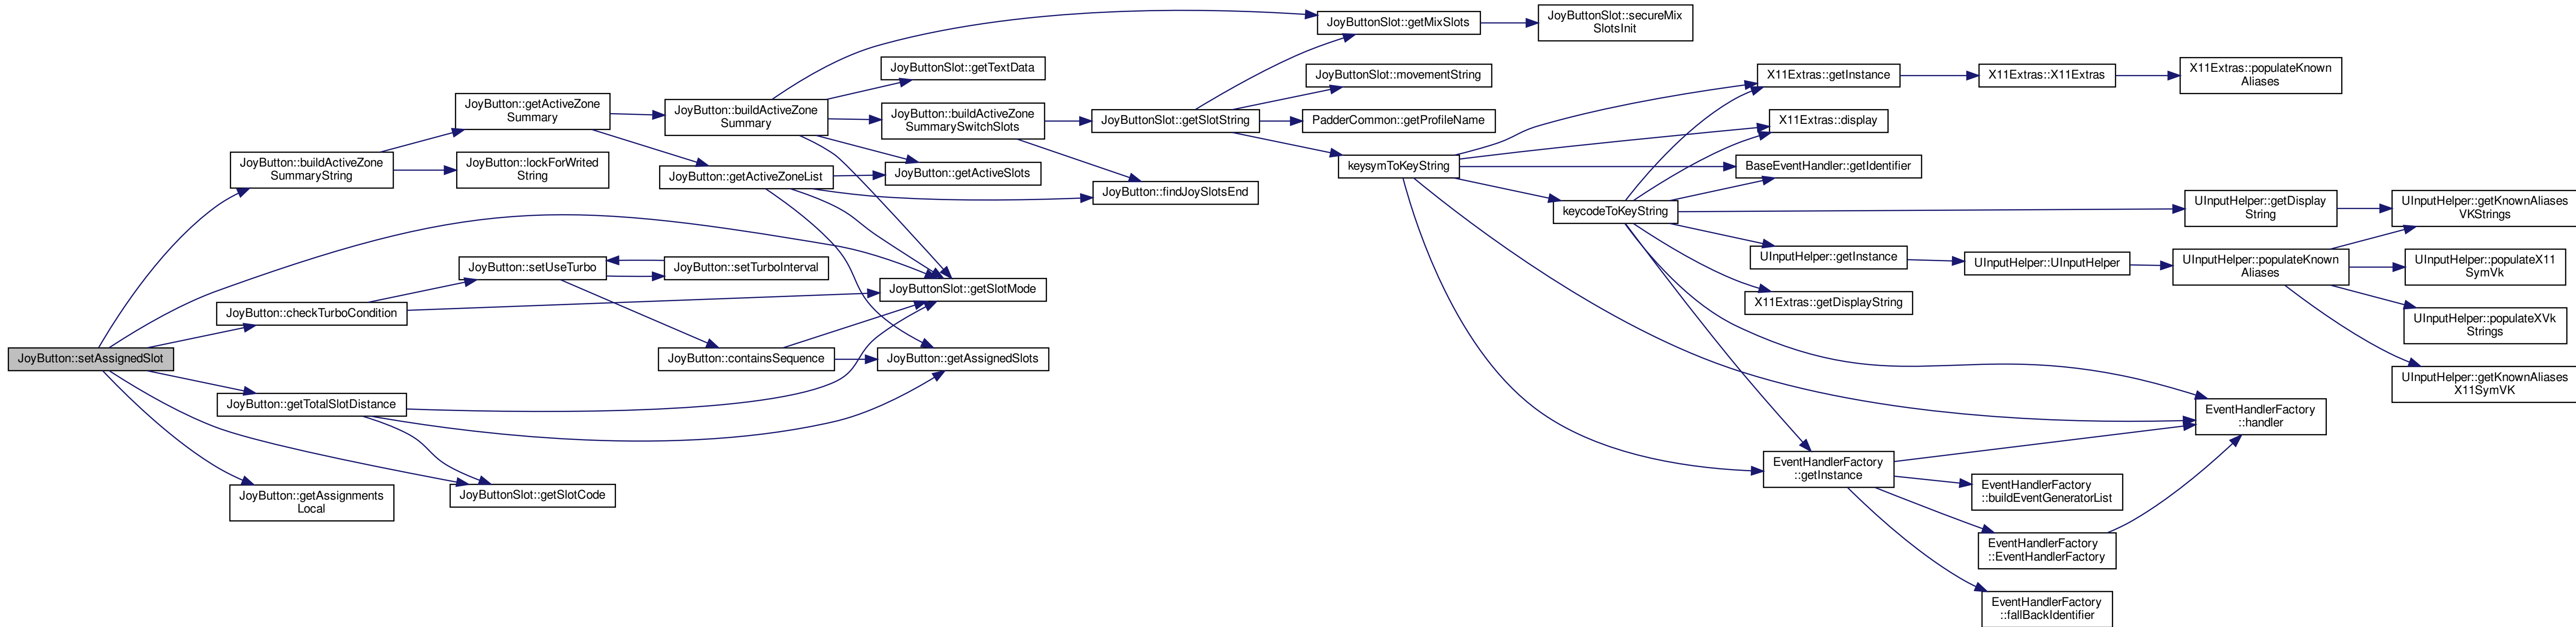 JoyButton::setAssignedSlot
JoyButton::buildActiveZone
SummaryString
JoyButton::checkTurboCondition
JoyButton::getTotalSlotDistance
JoyButton::getAssignments
Local
JoyButton::getActiveZone
Summary
JoyButton::lockForWrited
String
JoyButton::setUseTurbo
JoyButtonSlot::getSlotCode
JoyButton::buildActiveZone
Summary
JoyButton::getActiveZoneList
JoyButton::setTurboInterval
JoyButton::containsSequence
JoyButtonSlot::getTextData
JoyButton::buildActiveZone
SummarySwitchSlots
JoyButton::getActiveSlots
JoyButtonSlot::getSlotMode
JoyButton::getAssignedSlots
JoyButtonSlot::getSlotString
JoyButton::findJoySlotsEnd
JoyButtonSlot::getMixSlots
JoyButtonSlot::movementString
PadderCommon::getProfileName
keysymToKeyString
JoyButtonSlot::secureMix
SlotsInit
keycodeToKeyString
X11Extras::getInstance
X11Extras::display
BaseEventHandler::getIdentifier
UInputHelper::getInstance
X11Extras::getDisplayString
EventHandlerFactory
::getInstance
X11Extras::X11Extras
UInputHelper::UInputHelper
EventHandlerFactory
::buildEventGeneratorList
EventHandlerFactory
::EventHandlerFactory
EventHandlerFactory
::fallBackIdentifier
X11Extras::populateKnown
Aliases
UInputHelper::getDisplay
String
UInputHelper::populateKnown
Aliases
EventHandlerFactory
::handler
UInputHelper::getKnownAliases
VKStrings
UInputHelper::populateX11
SymVk
UInputHelper::populateXVk
Strings
UInputHelper::getKnownAliases
X11SymVK